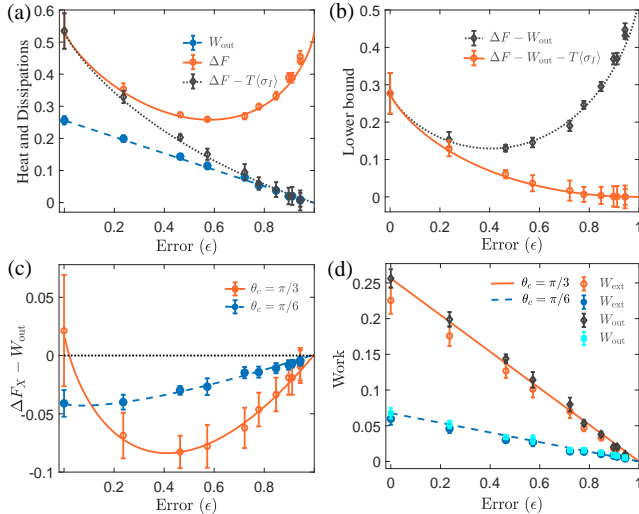 (a)
0.6
0.5
0.4
0.3
0.2
0.1
0
Heat and Dissipations
W_out
ΔF
ΔF − T⟨σ_I⟩
0.2 0.4 0.6 0.8 1
Error (ϵ)
(b)
0.5
0.4
0.3
0.2
0.1
0
Lower bound
ΔF − W_out
ΔF − W_out − T⟨σ_I⟩
0 0.2 0.4 0.6 0.8 1
Error (ϵ)
(c)
0.05
0
-0.05
-0.1
ΔF_X − W_out
θ_c = π/3
θ_c = π/6
0.2 0.4 0.6 0.8
Error (ϵ)
(d)
0.25
0.2
0.15
0.1
0.05
0
Work
θ_c = π/3
θ_c = π/6
W_ext
W_ext
W_out
W_out
0 0.2 0.4 0.6 0.8 1
Error (ϵ)